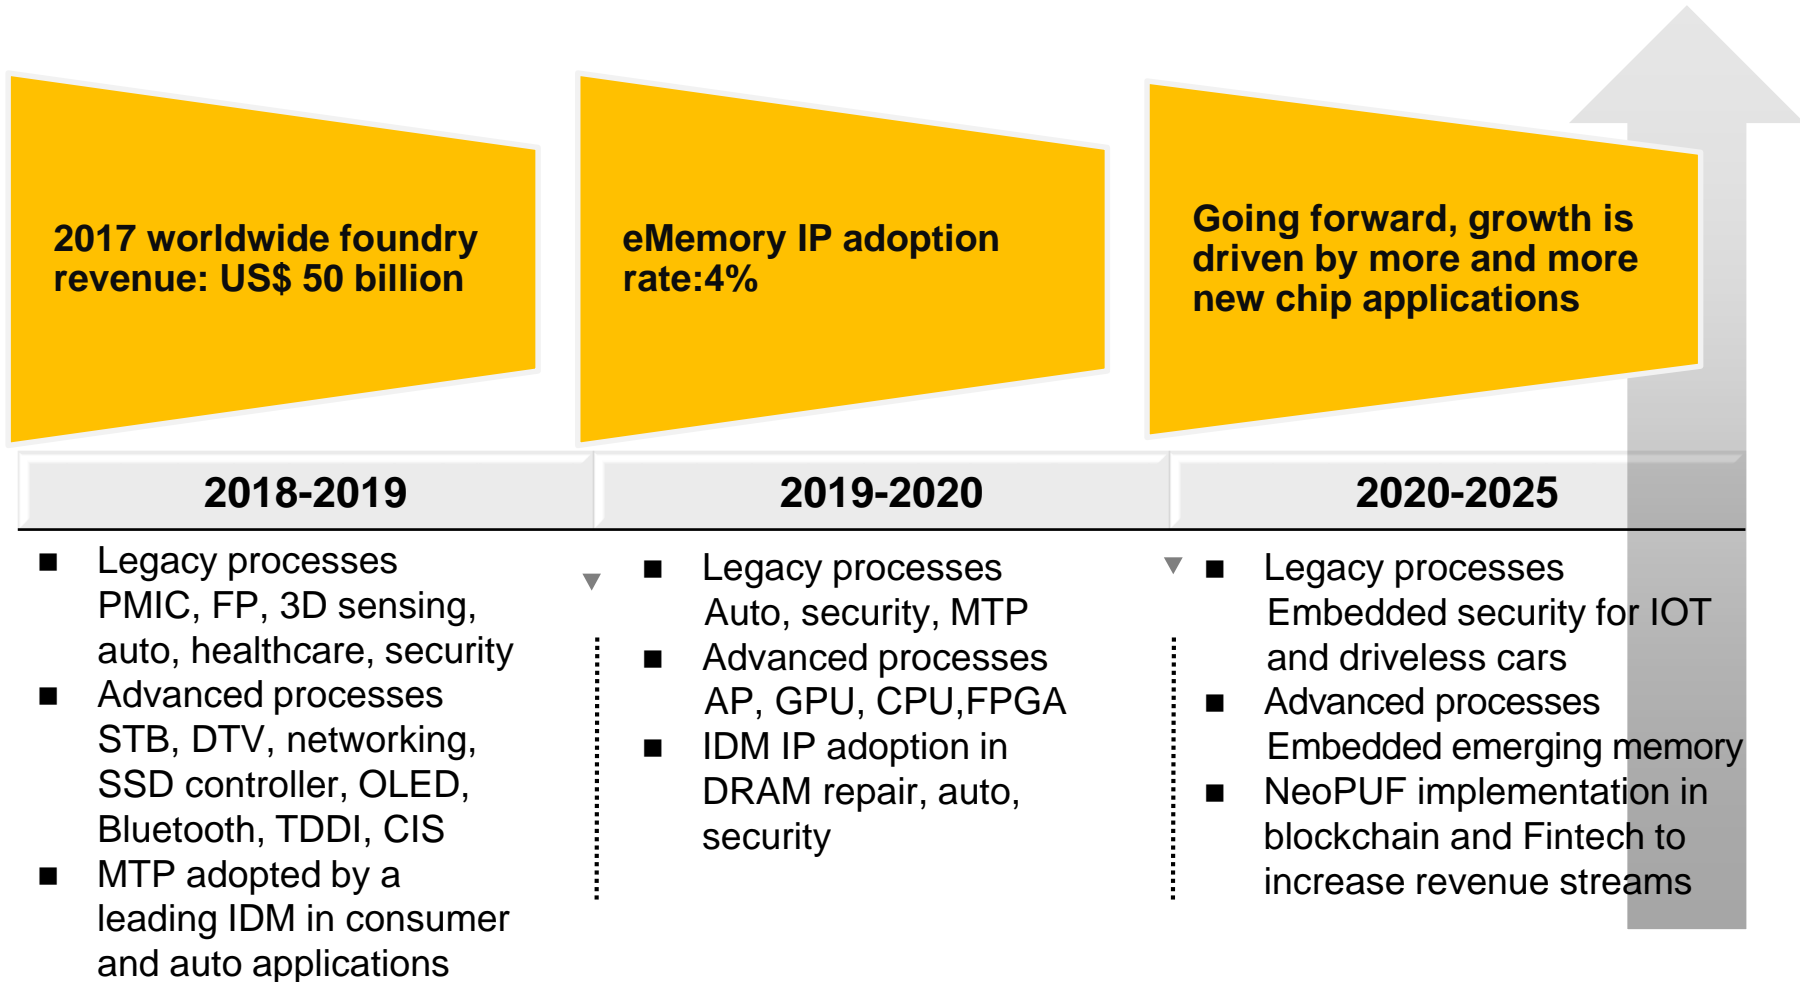 2017 worldwide foundry
revenue: US$ 50 billion
eMemory IP adoption
rate:4%
Going forward, growth is
driven by more and more
new chip applications
2018-2019
2019-2020
2020-2025
■ Legacy processes
PMIC, FP, 3D sensing,
auto, healthcare, security
■ Advanced processes
STB, DTV, networking,
SSD controller, OLED,
Bluetooth, TDDI, CIS
■ MTP adopted by a
leading IDM in consumer
and auto applications
■ Legacy processes
Auto, security, MTP
■ Advanced processes
AP, GPU, CPU,FPGA
■ IDM IP adoption in
DRAM repair, auto,
security
■ Legacy processes
Embedded security for IOT
and driveless cars
■ Advanced processes
Embedded emerging memory
■ NeoPUF implementation in
blockchain and Fintech to
increase revenue streams